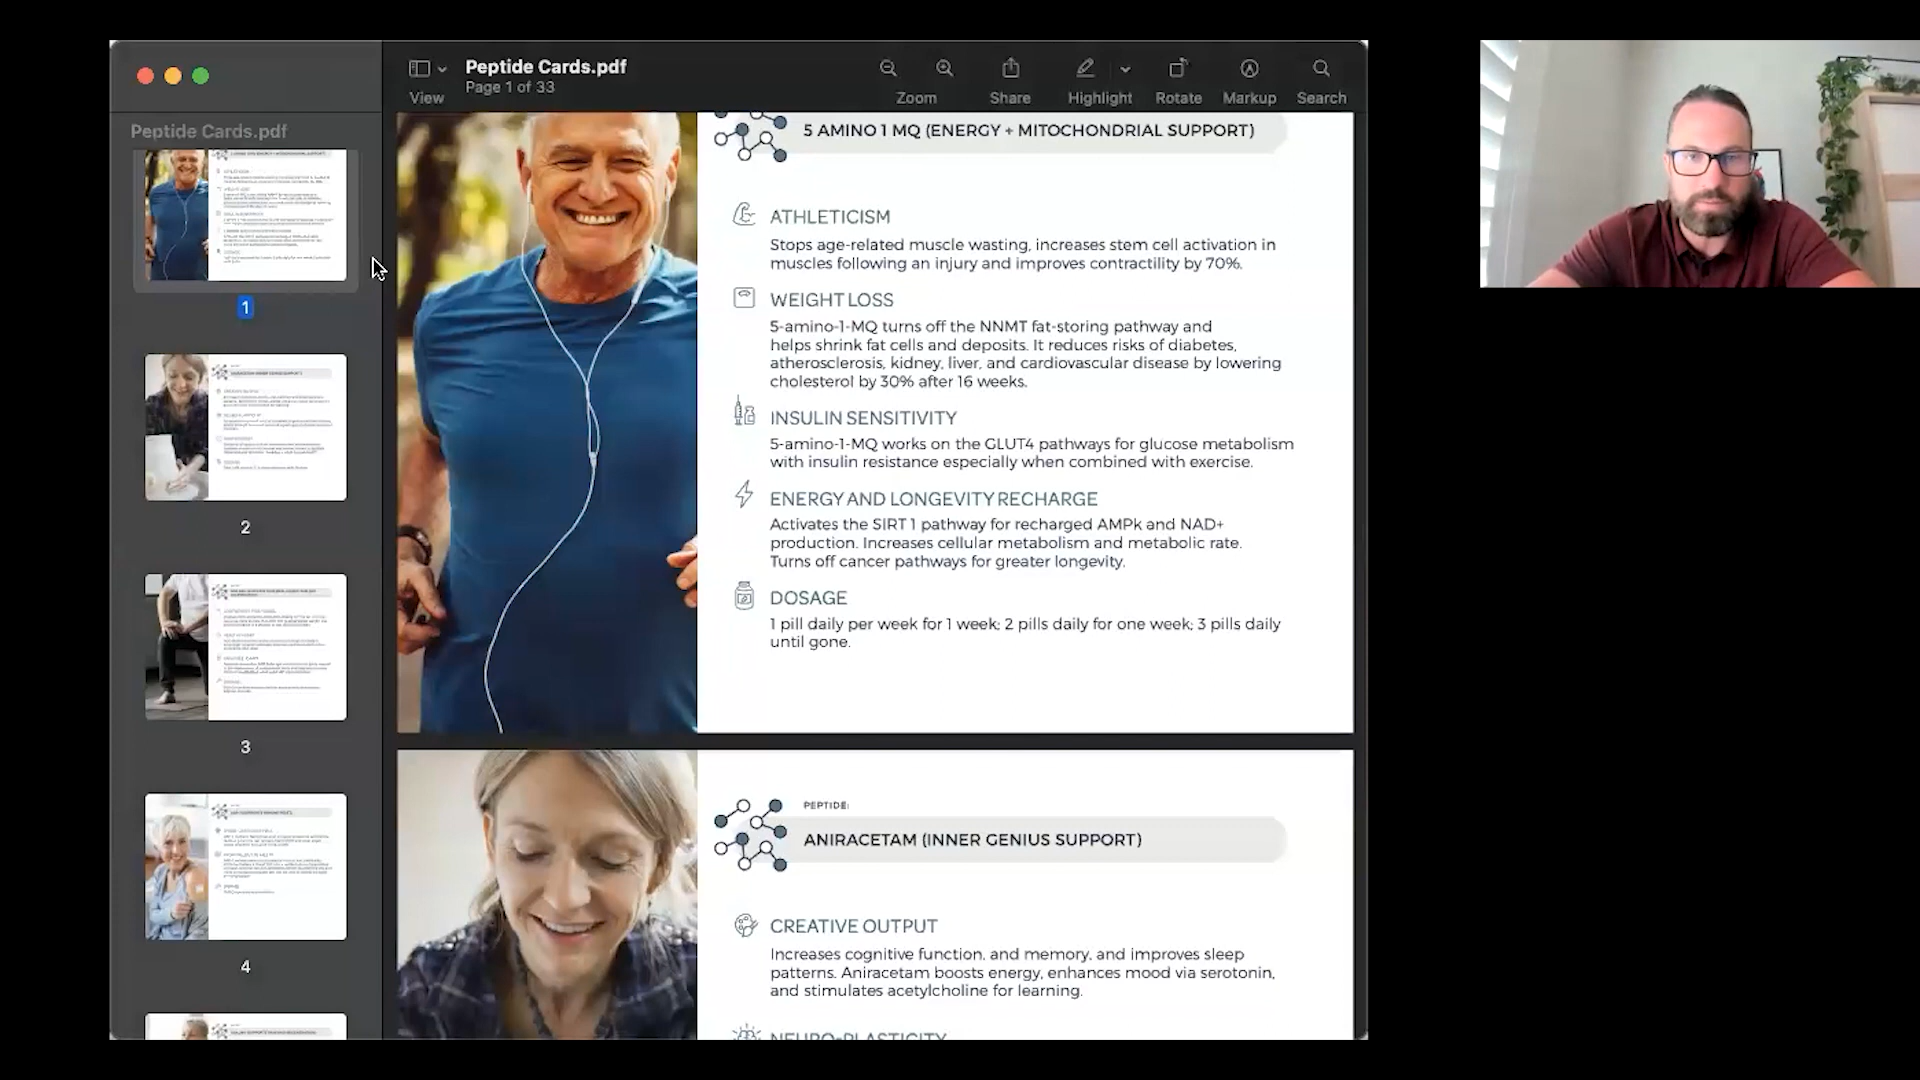 Peptide Cards.pdf
Page 1 of 33
View
Zoom
Share
Highlight
Rotate
Markup
Search
Peptide Cards.pdf
1
2
3
4
5 AMINO 1 MQ (ENERGY + MITOCHONDRIAL SUPPORT)
ATHLETICISM
Stops age-related muscle wasting, increases stem cell activation in
muscles following an injury and improves contractility by 70%.
WEIGHT LOSS
5-amino-1-MQ turns off the NNMT fat-storing pathway and
helps shrink fat cells and deposits. It reduces risks of diabetes,
atherosclerosis, kidney, liver, and cardiovascular disease by lowering
cholesterol by 30% after 16 weeks.
INSULIN SENSITIVITY
5-amino-1-MQ works on the GLUT4 pathways for glucose metabolism
with insulin resistance especially when combined with exercise.
ENERGY AND LONGEVITY RECHARGE
Activates the SIRT 1 pathway for recharged AMPk and NAD+
production. Increases cellular metabolism and metabolic rate.
Turns off cancer pathways for greater longevity.
DOSAGE
1 pill daily per week for 1 week; 2 pills daily for one week; 3 pills daily
until gone.
PEPTIDE:
ANIRACETAM (INNER GENIUS SUPPORT)
CREATIVE OUTPUT
Increases cognitive function, and memory, and improves sleep
patterns. Aniracetam boosts energy, enhances mood via serotonin,
and stimulates acetylcholine for learning.
NEURO-PLASTICITY